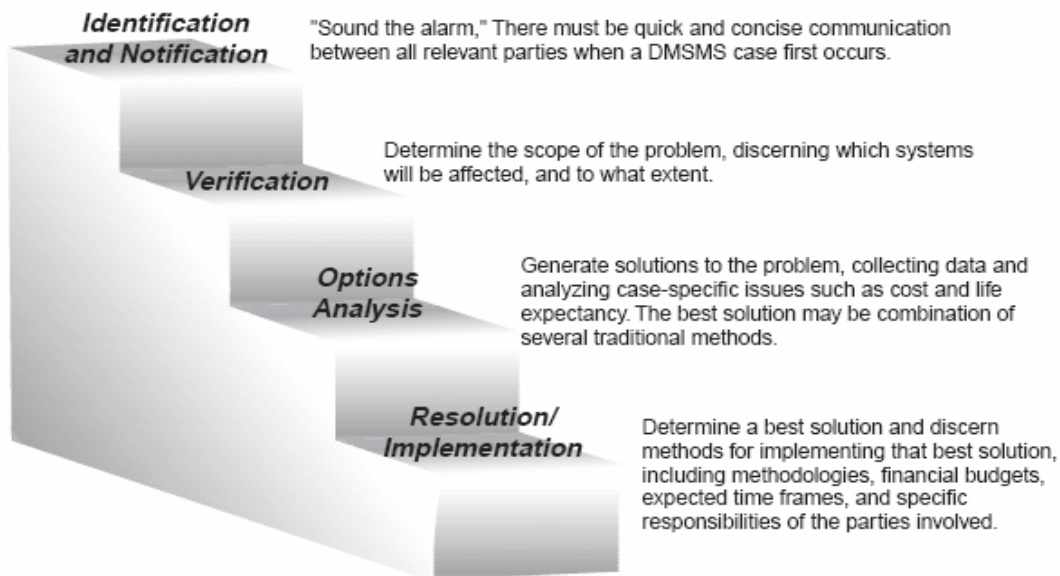 Identification
and Notification
"Sound the alarm," There must be quick and concise communication
between all relevant parties when a DMSMS case first occurs.
Verification
Determine the scope of the problem, discerning which systems
will be affected, and to what extent.
Options
Analysis
Generate solutions to the problem, collecting data and
analyzing case-specific issues such as cost and life
expectancy. The best solution may be combination of
several traditional methods.
Resolution/
Implementation
Determine a best solution and discern
methods for implementing that best solution,
including methodologies, financial budgets,
expected time frames, and specific
responsibilities of the parties involved.